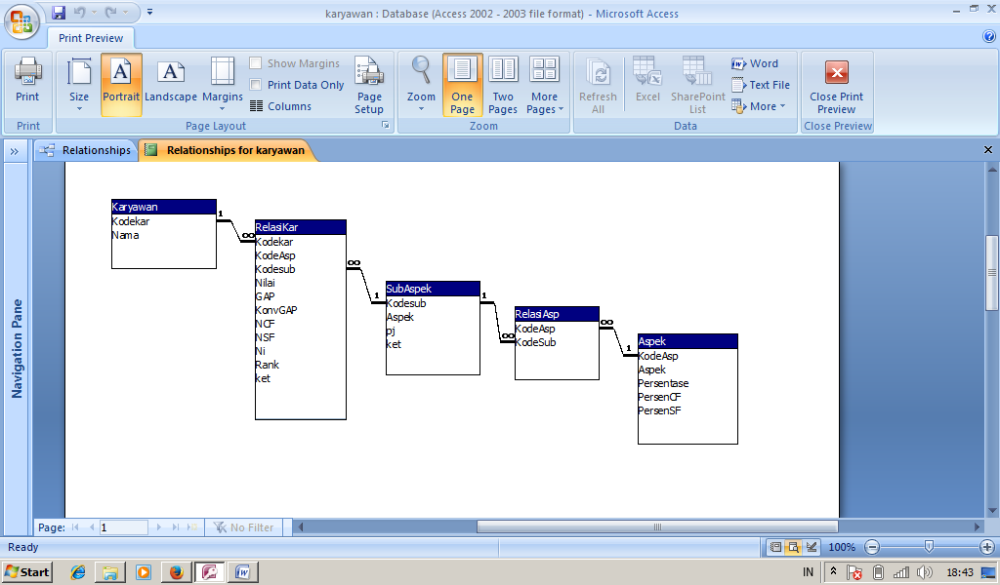 karyawan : Database (Access 2002 - 2003 file format) - Microsoft Access
Print Preview
Print
Size
Portrait
Landscape
Margins
Show Margins
Print Data Only
Columns
Page Setup
Zoom
One Page
Two Pages
More Pages
Refresh All
Excel
SharePoint List
Word
Text File
More
Close Print Preview
Print
Page Layout
Zoom
Data
Close Preview
»
Relationships
Relationships for karyawan
Navigation Pane
Karyawan
Kodekar
Nama
1
∞
RelasiKar
Kodekar
KodeAsp
Kodesub
Nilai
GAP
KonvGAP
NCF
NSF
Ni
Rank
ket
∞
1
SubAspek
Kodesub
Aspek
pj
ket
1
∞
RelasiAsp
KodeAsp
KodeSub
∞
1
Aspek
KodeAsp
Aspek
Persentase
PersenCF
PersenSF
Page: 1
No Filter
Ready
100%
Start
IN
18:43